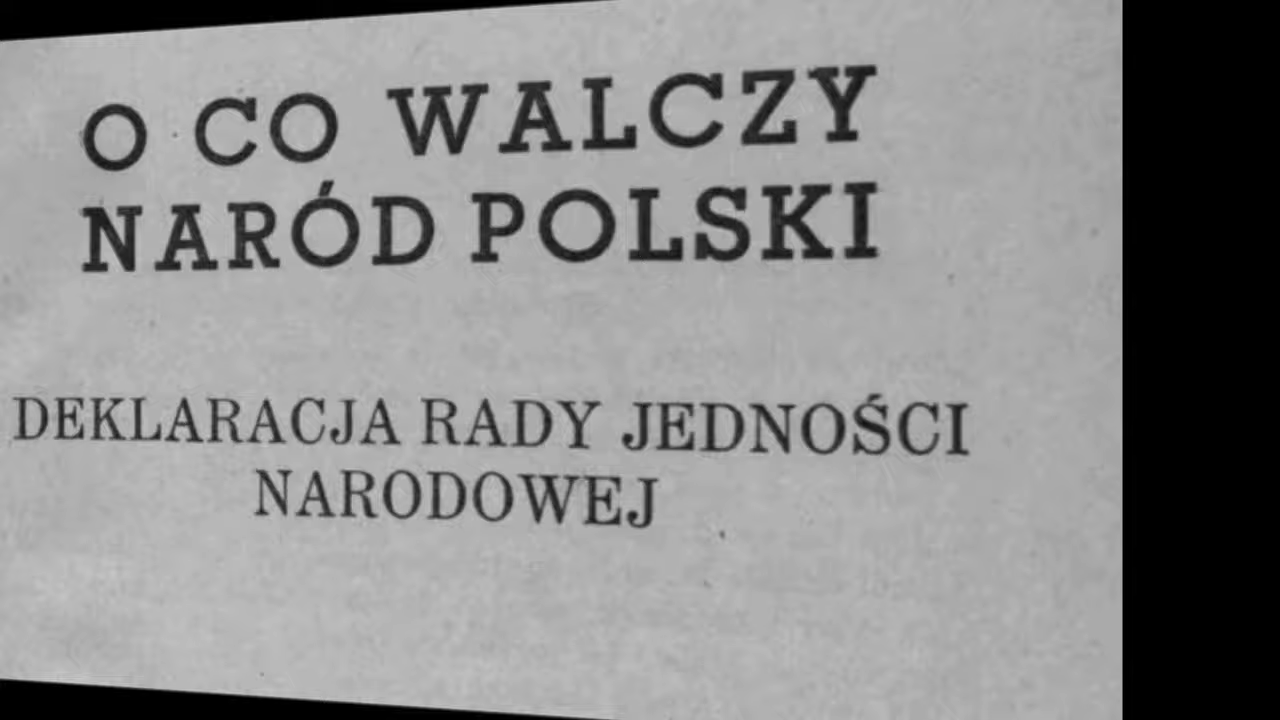 O CO WALCZY
NARÓD POLSKI
DEKLARACJA RADY JEDNOŚCI
NARODOWEJ